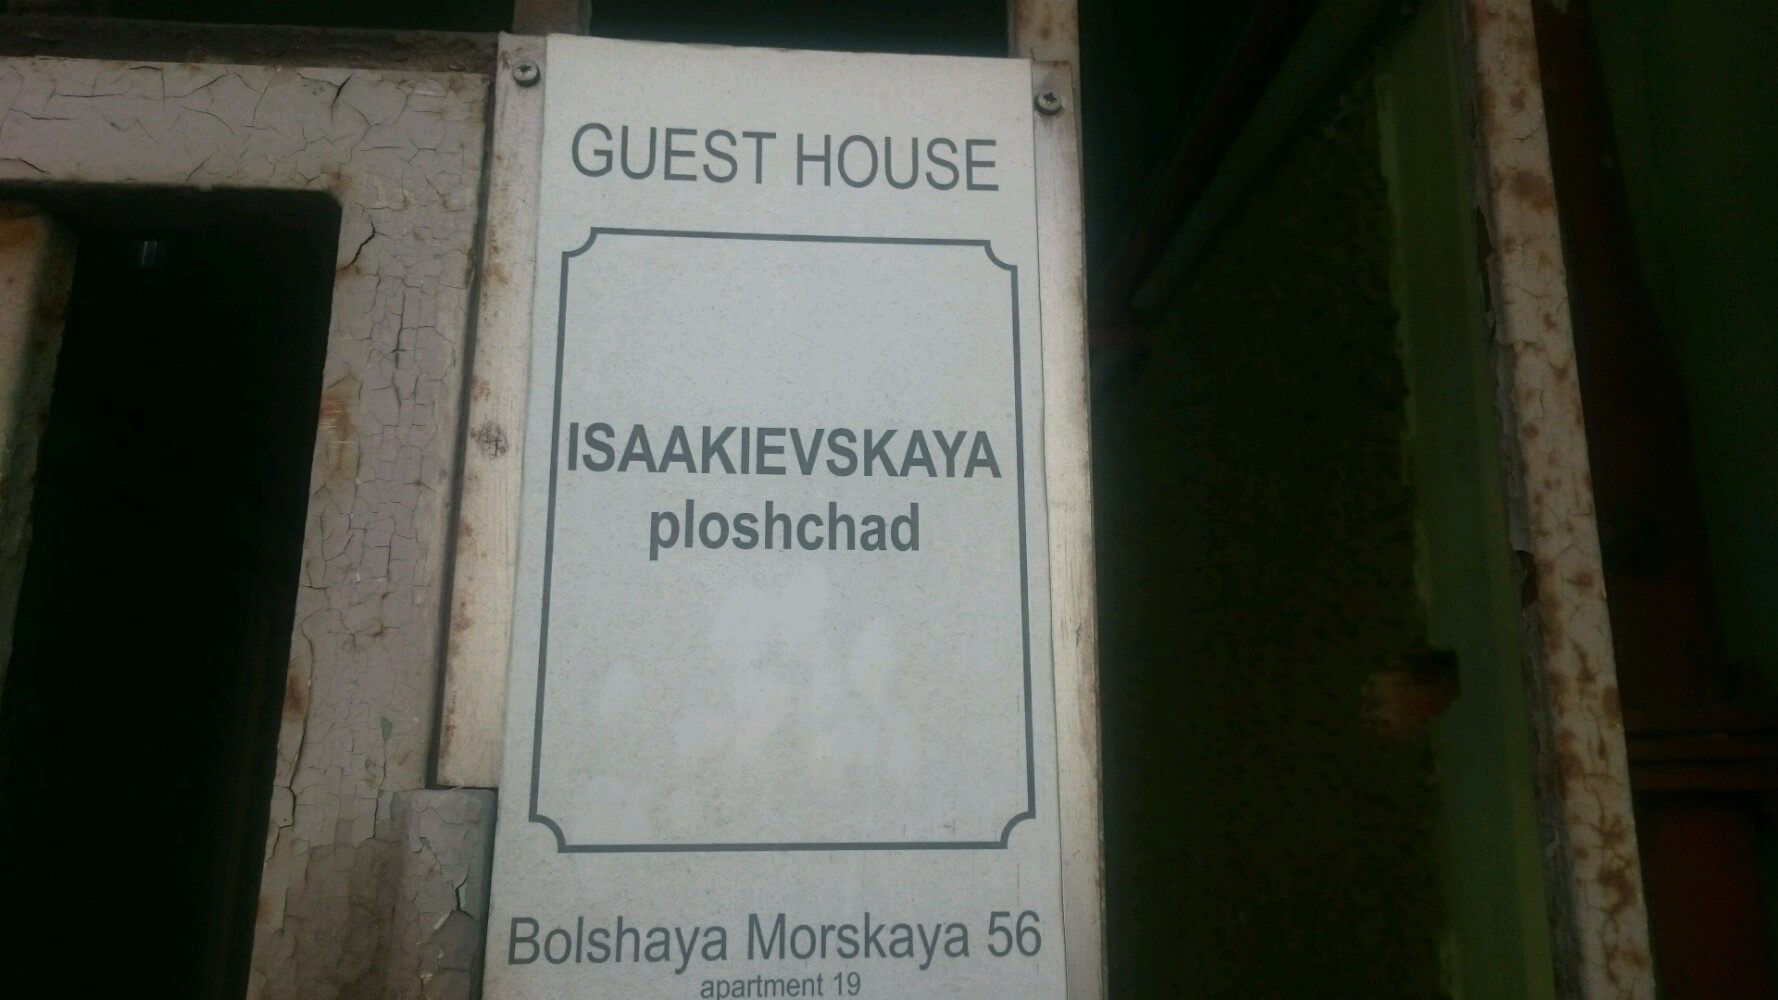 GUEST HOUSE
ISAAKIEVSKAYA
ploshchad
Bolshaya Morskaya 56
apartment 19